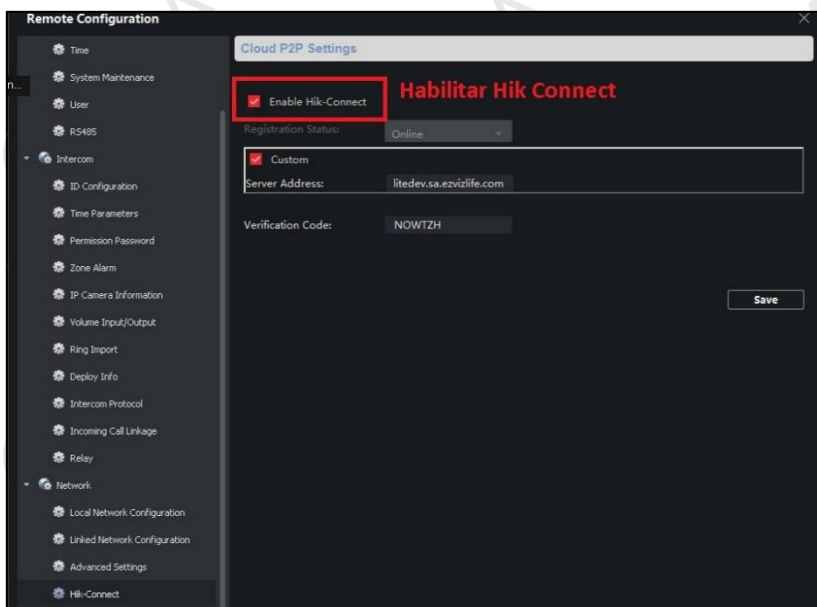 Remote Configuration
Time
System Maintenance
n...
User
RS485
Intercom
ID Configuration
Time Parameters
Permission Password
Zone Alarm
IP Camera Information
Volume Input/Output
Ring Import
Deploy Info
Intercom Protocol
Incoming Call Linkage
Relay
Network
Local Network Configuration
Linked Network Configuration
Advanced Settings
Hik-Connect
Cloud P2P Settings
Enable Hik-Connect
Habilitar Hik Connect
Registration Status: Online
Custom
Server Address: litedev.sa.ezvizlife.com
Verification Code: NOWTZH
Save